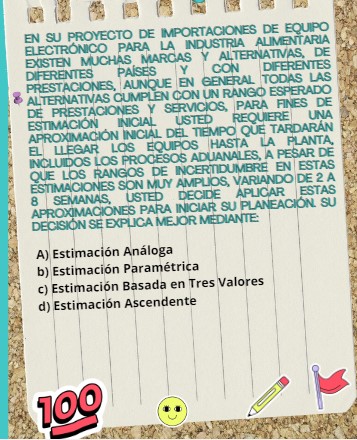 EN SU PROYECTO DE IMPORTACIONES DE EQUIPO
ELECTRÓNICO PARA LA INDUSTRIA ALIMENTARIA
EXISTEN MUCHAS MARCAS Y ALTERNATIVAS, DE
DIFERENTES PAÍSES Y CON DIFERENTES
PRESTACIONES, AUNQUE EN GENERAL TODAS LAS
ALTERNATIVAS CUMPLEN CON UN RANGO ESPERADO
DE PRESTACIONES Y SERVICIOS, PARA FINES DE
ESTIMACIÓN INICIAL USTED REQUIERE UNA
APROXIMACIÓN INICIAL DEL TIEMPO QUE TARDARÁN
EL LLEGAR LOS EQUIPOS HASTA LA PLANTA,
INCLUIDOS LOS PROCESOS ADUANALES, A PESAR DE
QUE LOS RANGOS DE INCERTIDUMBRE EN ESTAS
ESTIMACIONES SON MUY AMPLIOS, VARIANDO DE 2 A
8 SEMANAS, USTED DECIDE APLICAR ESTAS
APROXIMACIONES PARA INICIAR SU PLANEACIÓN. SU
DECISIÓN SE EXPLICA MEJOR MEDIANTE:
A) Estimación Análoga
b) Estimación Paramétrica
c) Estimación Basada en Tres Valores
d) Estimación Ascendente
100